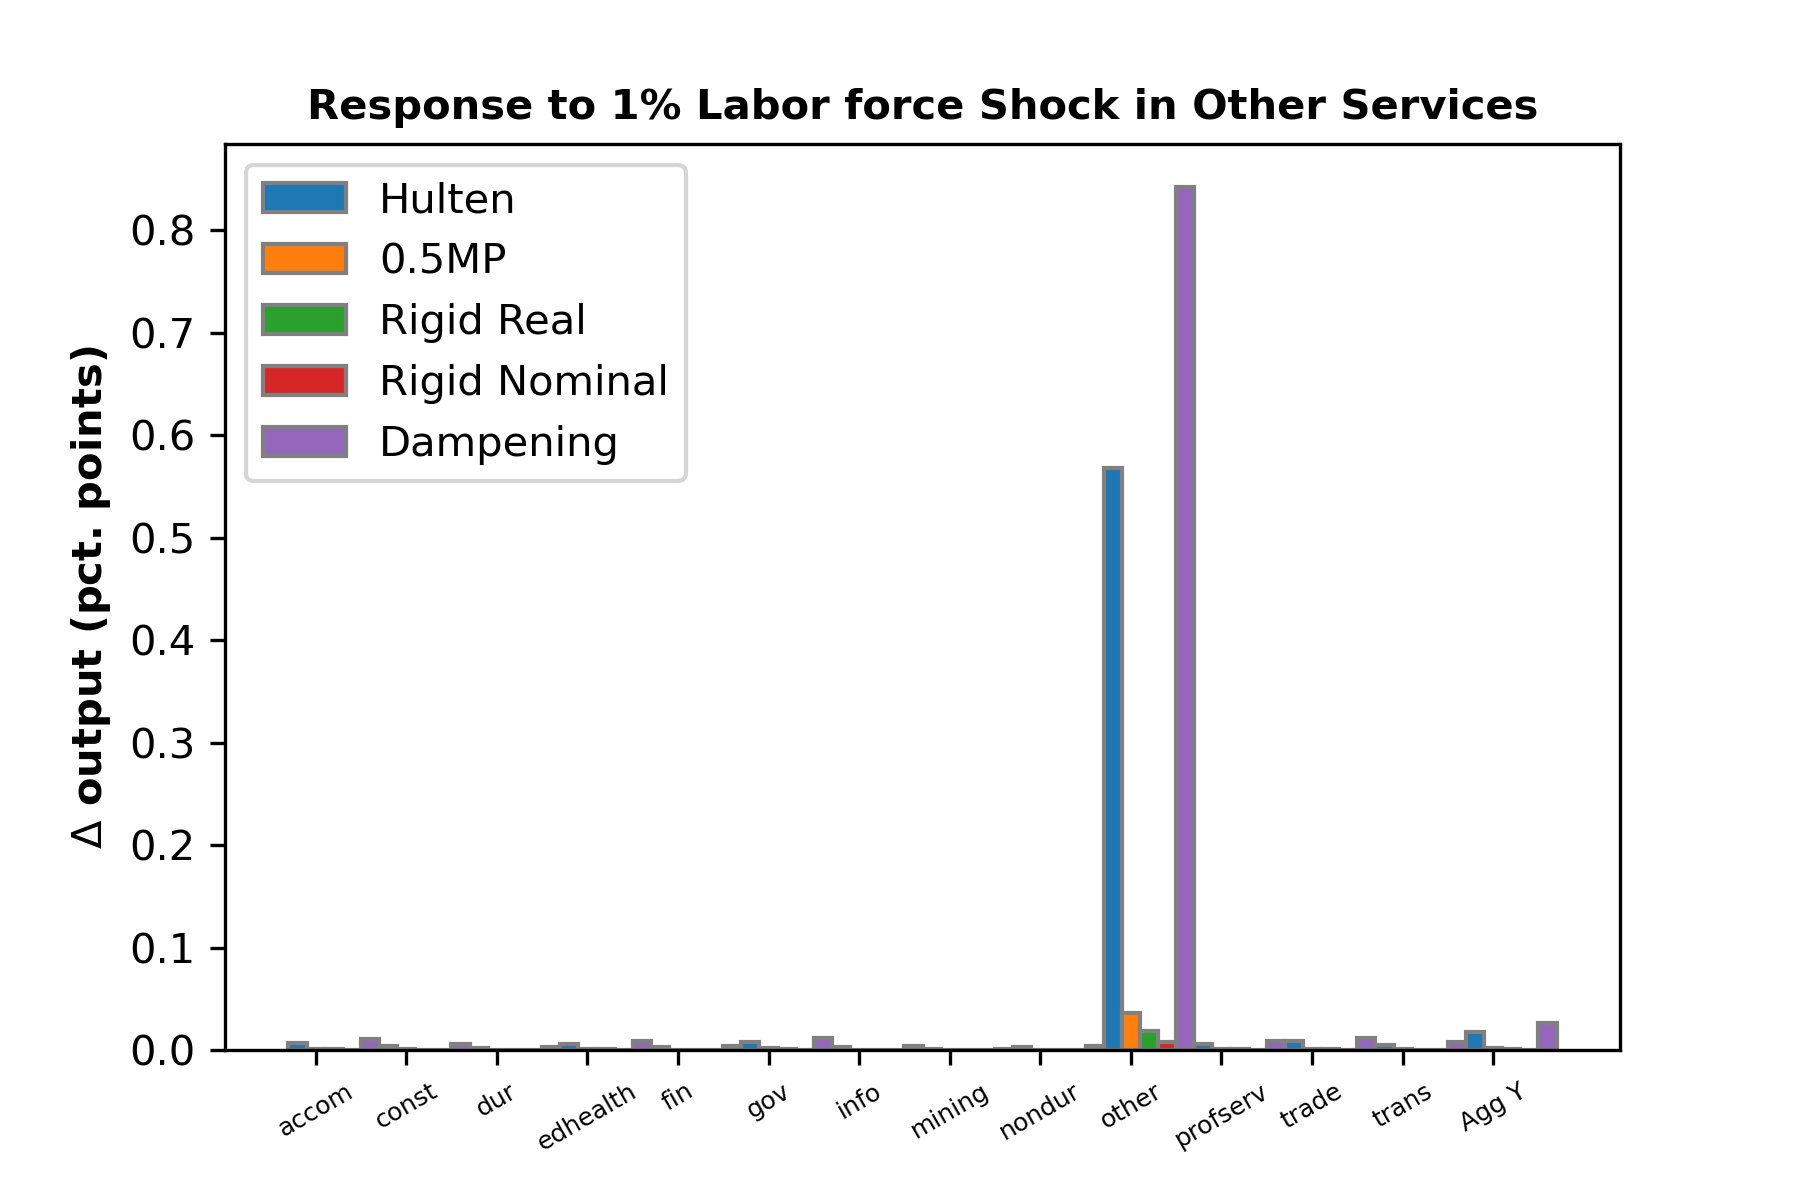 Response to 1% Labor force Shock in Other Services
Hulten
0.5MP
Rigid Real
Rigid Nominal
Dampening
Δ output (pct. points)
0.8
0.7
0.6
0.5
0.4
0.3
0.2
0.1
0.0
accom
const
dur
edhealth
fin
gov
info
mining
nondur
other
profserv
trade
trans
Agg Y